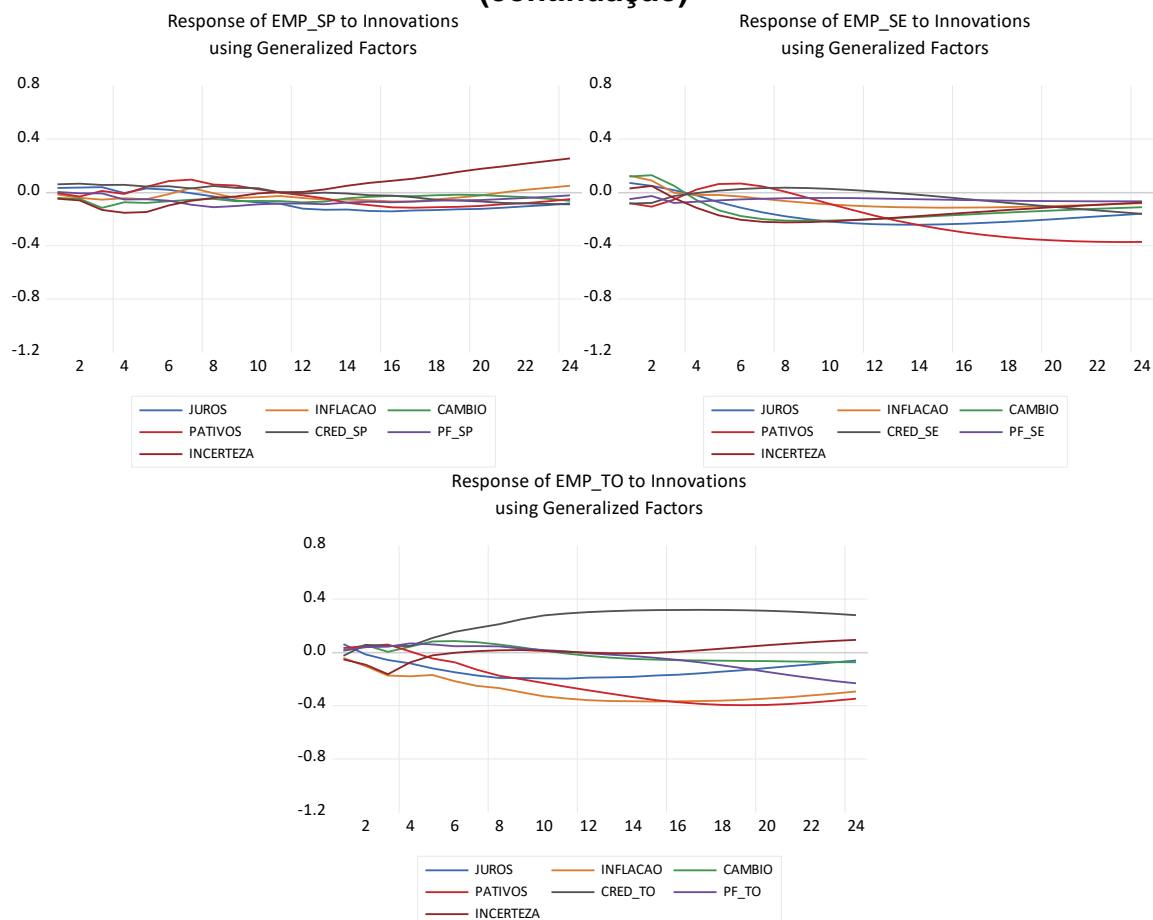 (continuação)
Response of EMP_SP to Innovations
using Generalized Factors
0.8
0.4
0.0
-0.4
-0.8
-1.2
2 4 6 8 10 12 14 16 18 20 22 24
JUROS INFLACAO CAMBIO
PATIVOS CRED_SP PF_SP
INCERTEZA
Response of EMP_SE to Innovations
using Generalized Factors
0.8
0.4
0.0
-0.4
-0.8
-1.2
2 4 6 8 10 12 14 16 18 20 22 24
JUROS INFLACAO CAMBIO
PATIVOS CRED_SE PF_SE
INCERTEZA
Response of EMP_TO to Innovations
using Generalized Factors
0.8
0.4
0.0
-0.4
-0.8
-1.2
2 4 6 8 10 12 14 16 18 20 22 24
JUROS INFLACAO CAMBIO
PATIVOS CRED_TO PF_TO
INCERTEZA